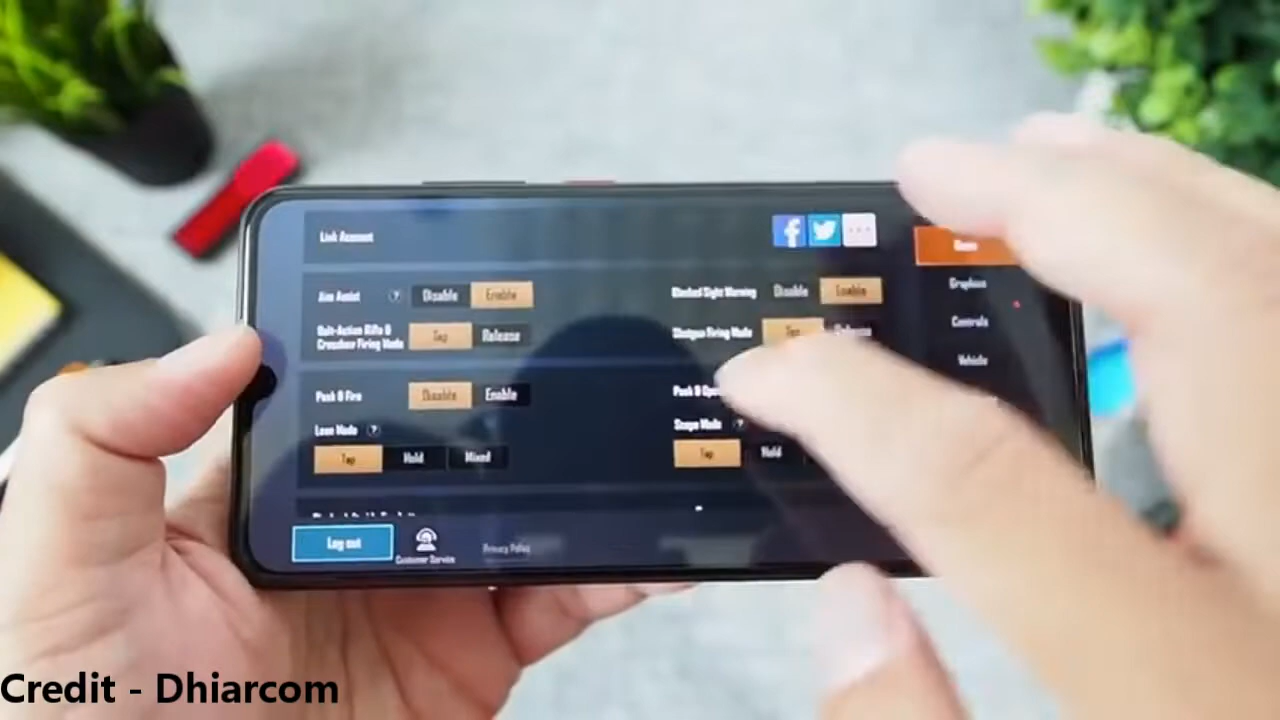 Link Account
Basic
Graphics
Aim Assist ? Disable Enable
Blocked Sight Warning Disable Enable
Controls
Bolt-Action Rifle &
Crossbow Firing Mode Tap Release
Shotgun Firing Mode Tap Release
Vehicle
Peek & Fire Disable Enable
Peek &
Lean Mode ?
Scope Mode ?
Tap Hold Mixed
Tap Hold
Log out
Customer Service
Privacy Policy
Credit - Dhiarcom